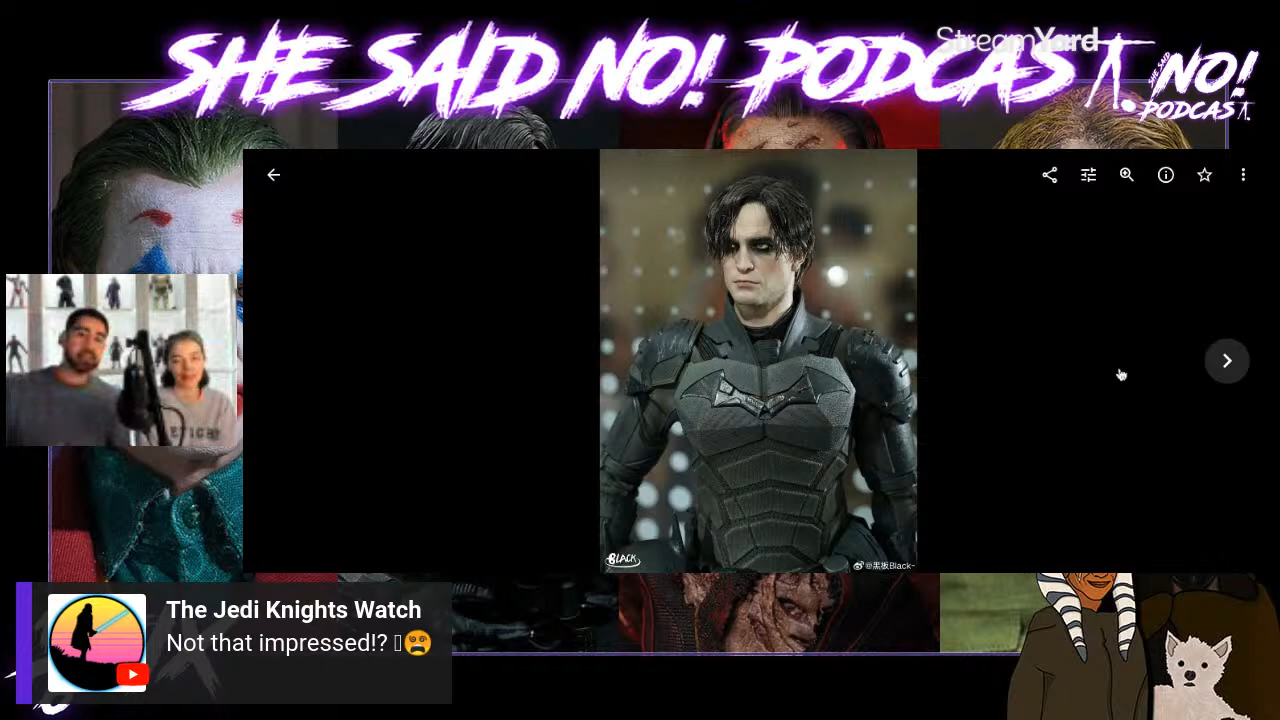 SHE SAID NO! PODCAST.
StreamYard
SHE SAID
NO!
PODCAST
BLACK
@黑板Black~
The Jedi Knights Watch
Not that impressed!? 😵‍💫